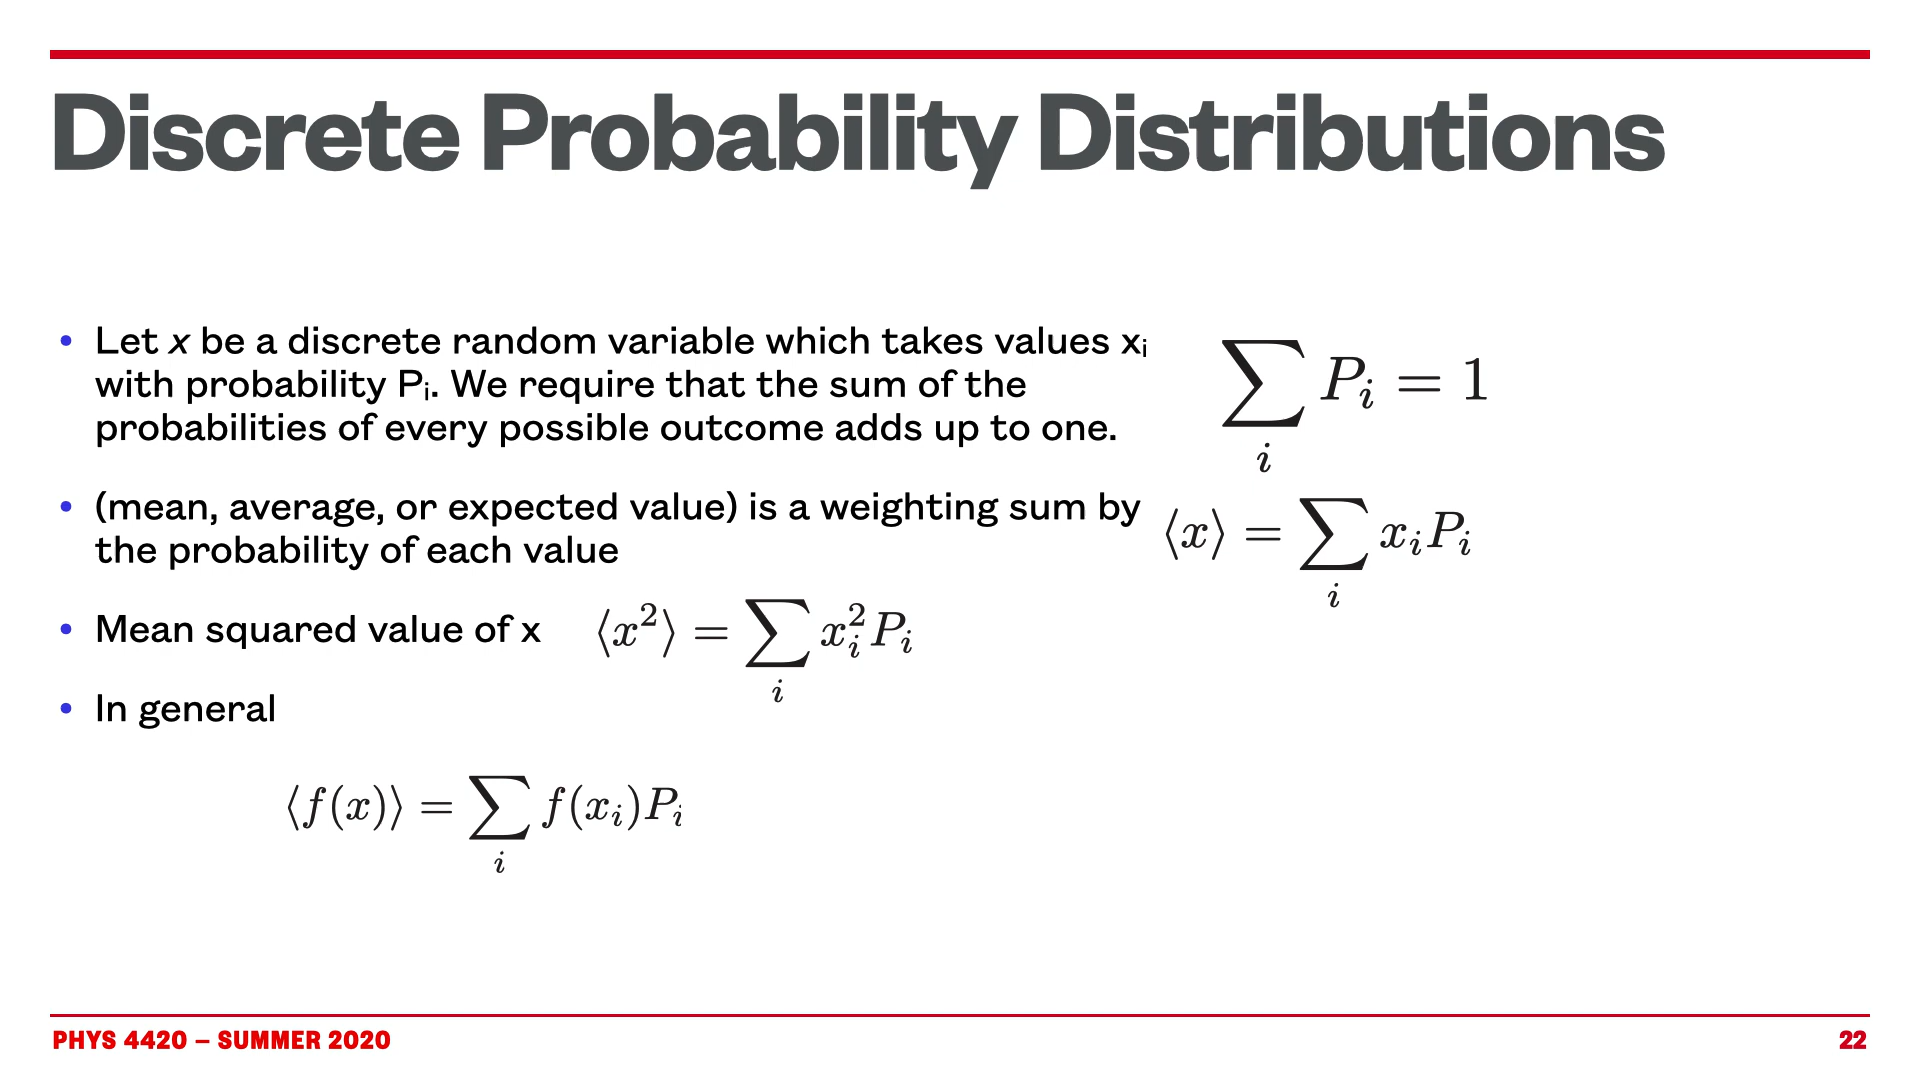 Discrete Probability Distributions
• Let x be a discrete random variable which takes values xᵢ
with probability Pᵢ. We require that the sum of the
probabilities of every possible outcome adds up to one.
∑ᵢ Pᵢ = 1
• (mean, average, or expected value) is a weighting sum by
the probability of each value
⟨x⟩ = ∑ᵢ xᵢPᵢ
• Mean squared value of x ⟨x²⟩ = ∑ᵢ xᵢ²Pᵢ
• In general
⟨f(x)⟩ = ∑ᵢ f(xᵢ)Pᵢ
PHYS 4420 – SUMMER 2020
22